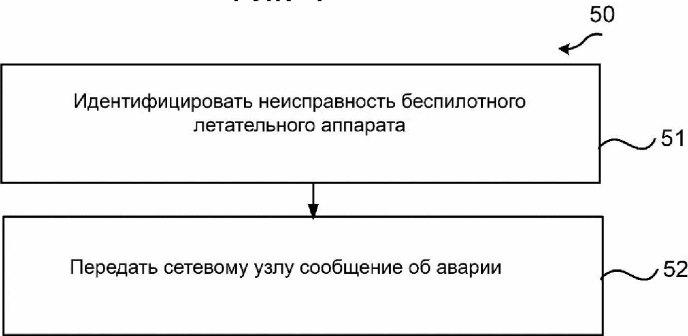 50
Идентифицировать неисправность беспилотного
летательного аппарата
51
Передать сетевому узлу сообщение об аварии
52